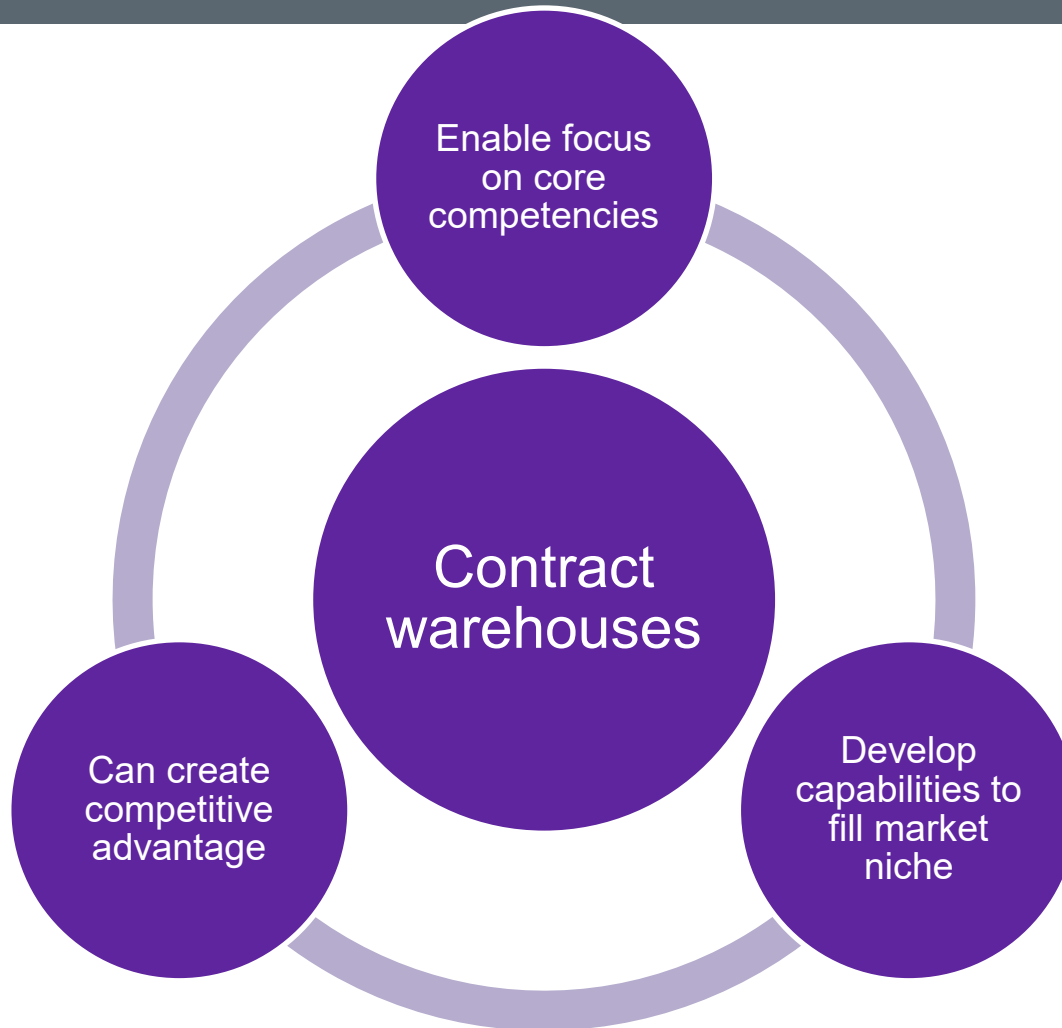 Enable focus
on core
competencies
Contract
warehouses
Can create
competitive
advantage
Develop
capabilities to
fill market
niche